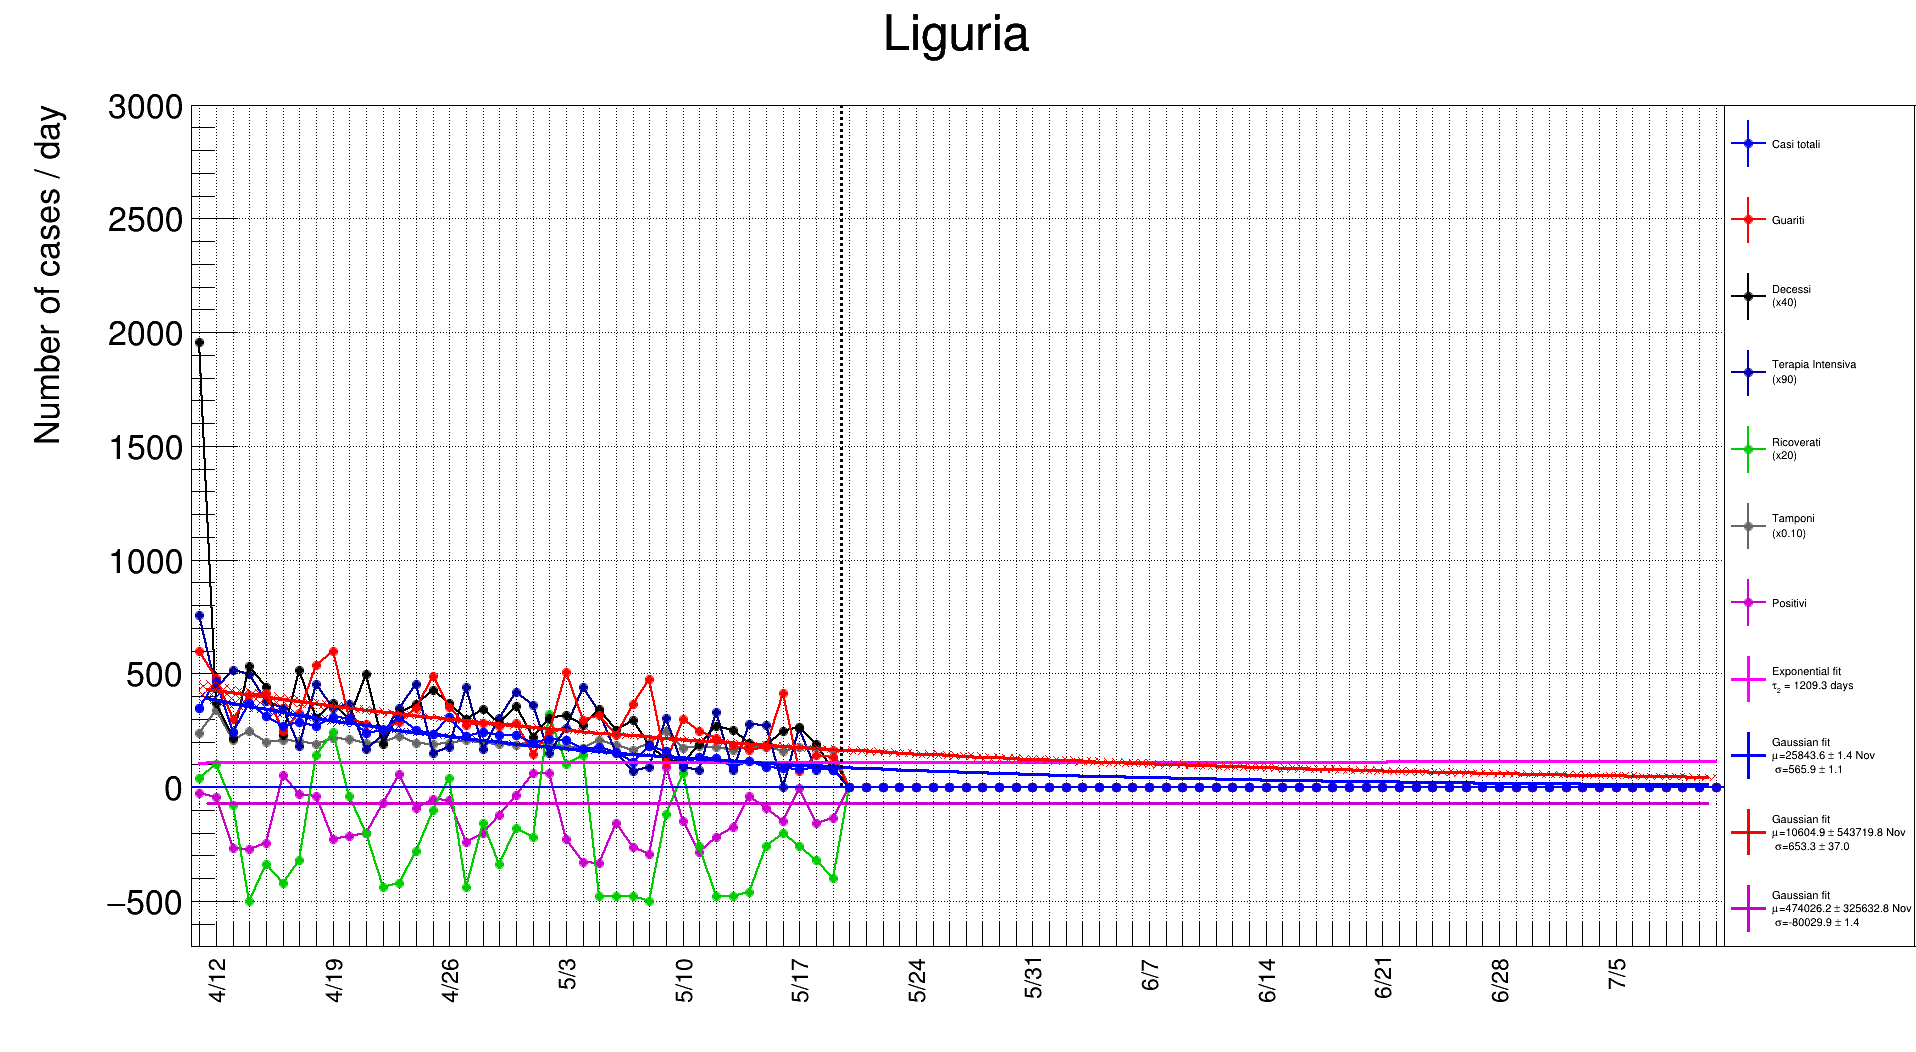 Liguria
Number of cases / day
3000
2500
2000
1500
1000
500
0
−500
4/12
4/19
4/26
5/3
5/10
5/17
5/24
5/31
6/7
6/14
6/21
6/28
7/5
Casi totali
Guariti
Decessi
(x40)
Terapia Intensiva
(x90)
Ricoverati
(x20)
Tamponi
(x0.10)
Positivi
Exponential fit
τ₂ = 1209.3 days
Gaussian fit
μ=25843.6 ± 1.4 Nov
σ=565.9 ± 1.1
Gaussian fit
μ=10604.9 ± 543719.8 Nov
σ=653.3 ± 37.0
Gaussian fit
μ=474026.2 ± 325632.8 Nov
σ=-80029.9 ± 1.4